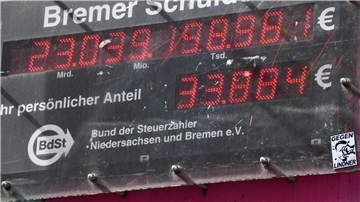 Bremer Schul
23.039.198.981 €
Mrd. Mio. Tsd.
hr persönlicher Anteil
33.884 €
BdSt
Bund der Steuerzahler
Niedersachsen und Bremen e.V.
GEGEN